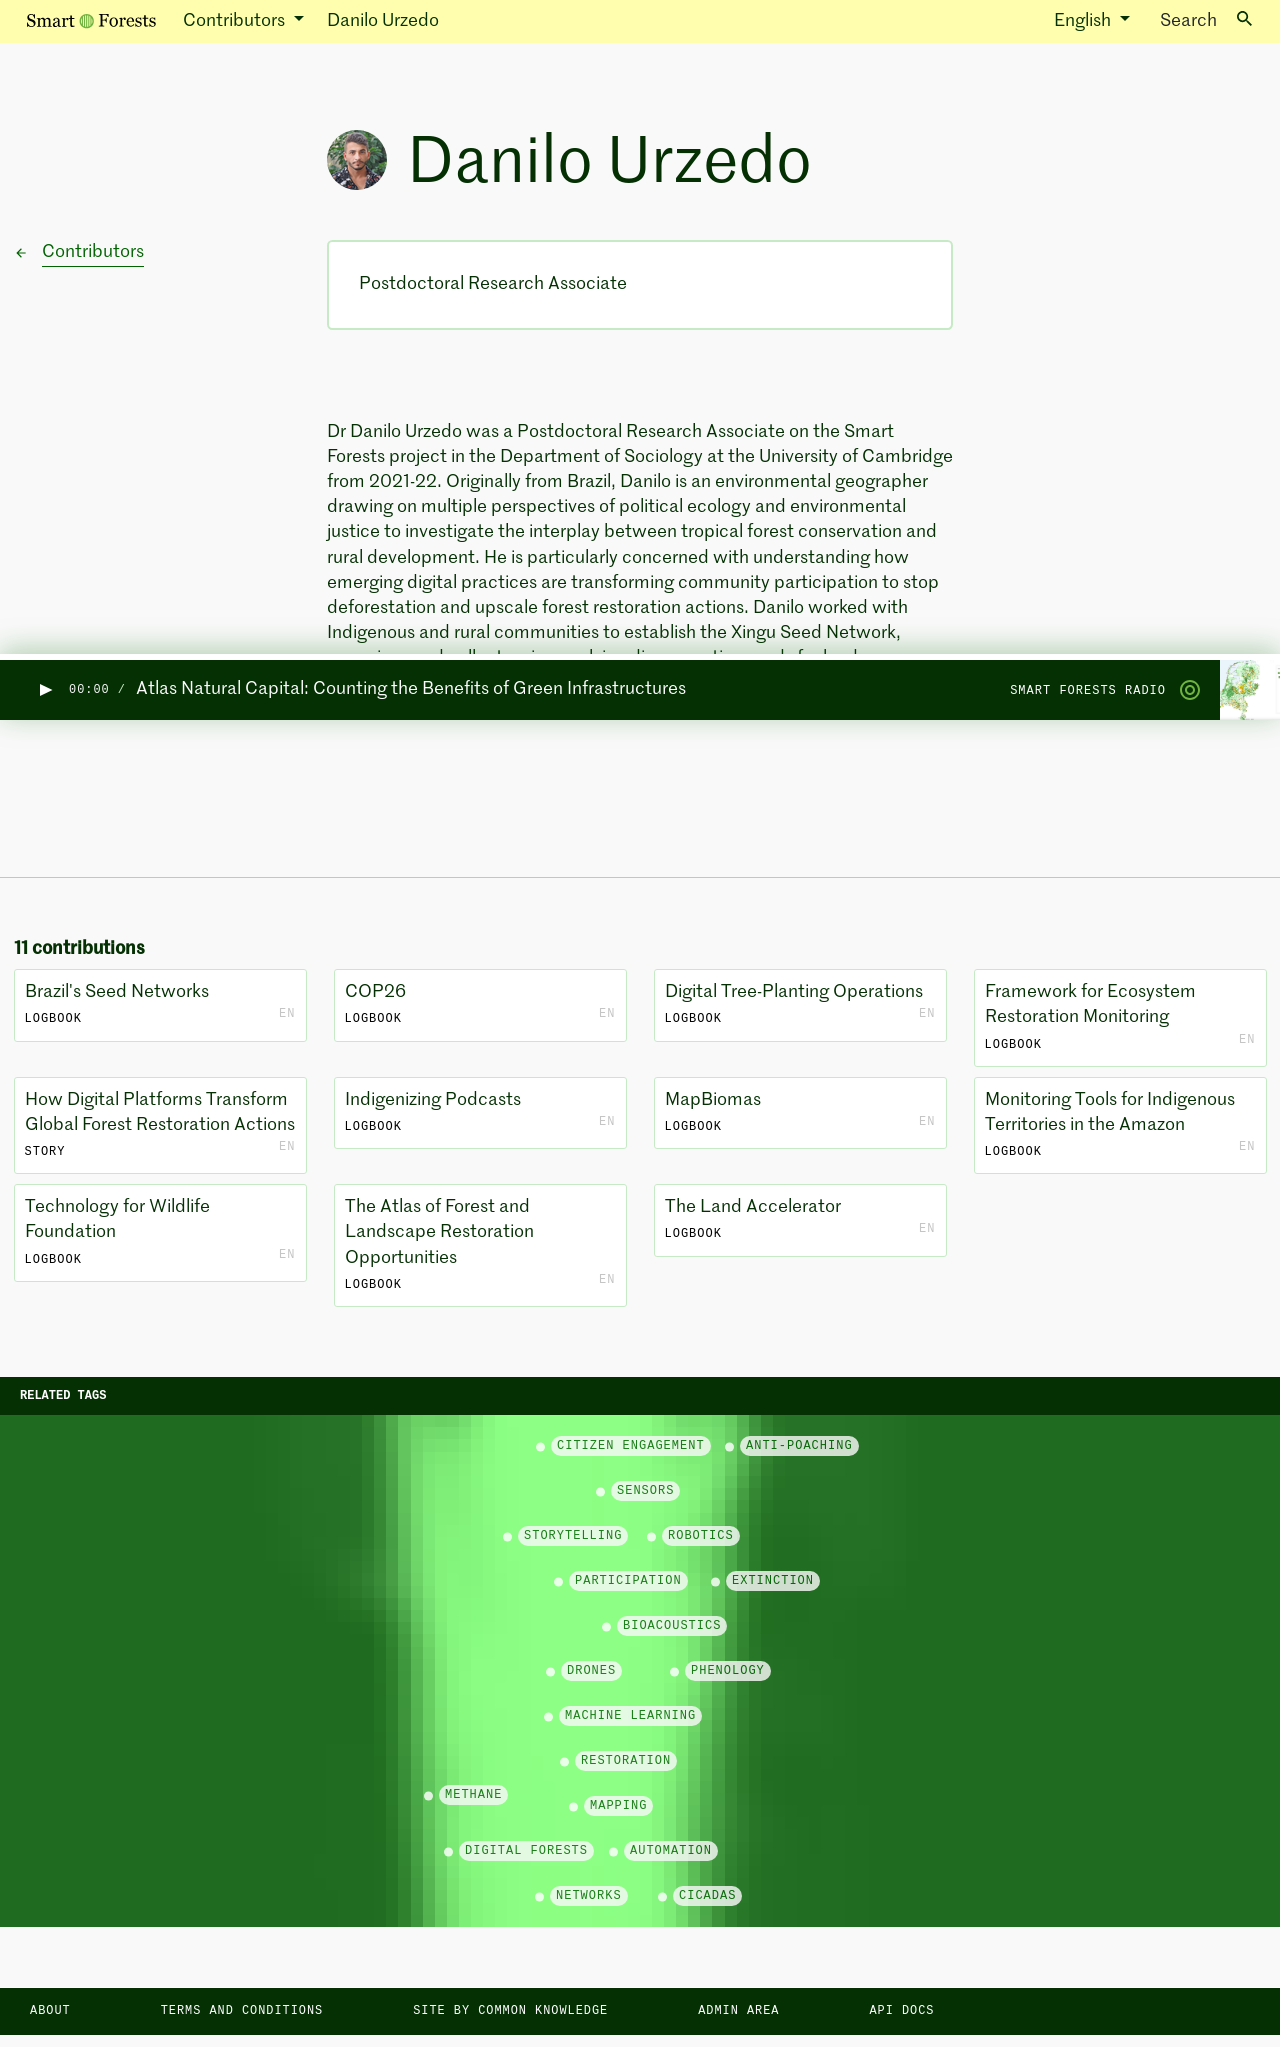 Smart Forests Contributors Danilo Urzedo English Search
Danilo Urzedo
Contributors
Postdoctoral Research Associate
Dr Danilo Urzedo was a Postdoctoral Research Associate on the Smart
Forests project in the Department of Sociology at the University of Cambridge
from 2021-22. Originally from Brazil, Danilo is an environmental geographer
drawing on multiple perspectives of political ecology and environmental
justice to investigate the interplay between tropical forest conservation and
rural development. He is particularly concerned with understanding how
emerging digital practices are transforming community participation to stop
deforestation and upscale forest restoration actions. Danilo worked with
Indigenous and rural communities to establish the Xingu Seed Network,
00:00 / Atlas Natural Capital: Counting the Benefits of Green Infrastructures SMART FORESTS RADIO
11 contributions
Brazil's Seed Networks
LOGBOOK EN
COP26
LOGBOOK EN
Digital Tree-Planting Operations
LOGBOOK EN
Framework for Ecosystem
Restoration Monitoring
LOGBOOK EN
How Digital Platforms Transform
Global Forest Restoration Actions
STORY EN
Indigenizing Podcasts
LOGBOOK EN
MapBiomas
LOGBOOK EN
Monitoring Tools for Indigenous
Territories in the Amazon
LOGBOOK EN
Technology for Wildlife
Foundation
LOGBOOK EN
The Atlas of Forest and
Landscape Restoration
Opportunities
LOGBOOK EN
The Land Accelerator
LOGBOOK EN
RELATED TAGS
CITIZEN ENGAGEMENT ANTI-POACHING
SENSORS
STORYTELLING ROBOTICS
PARTICIPATION EXTINCTION
BIOACOUSTICS
DRONES PHENOLOGY
MACHINE LEARNING
RESTORATION
METHANE
MAPPING
DIGITAL FORESTS AUTOMATION
NETWORKS CICADAS
ABOUT TERMS AND CONDITIONS SITE BY COMMON KNOWLEDGE ADMIN AREA API DOCS